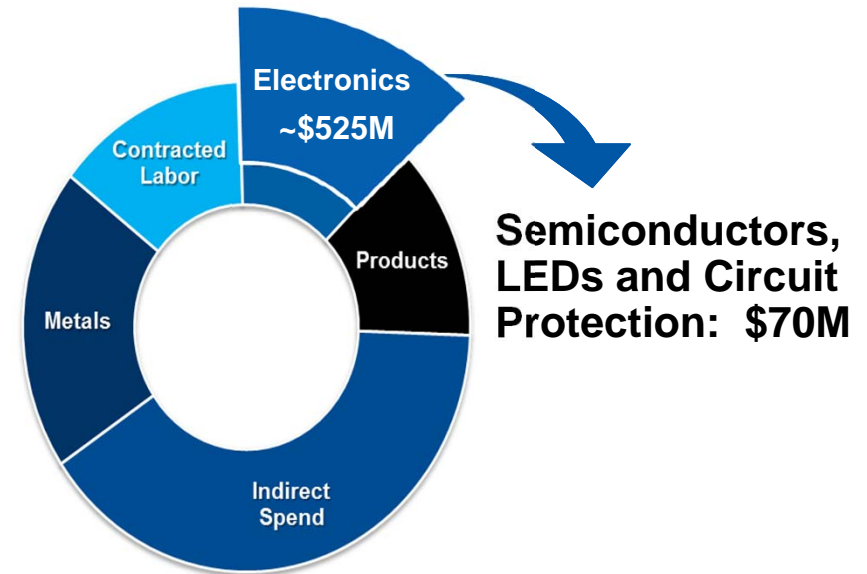 Electronics
~$525M
Contracted
Labor
Products
Metals
Indirect
Spend
Semiconductors,
LEDs and Circuit
Protection: $70M